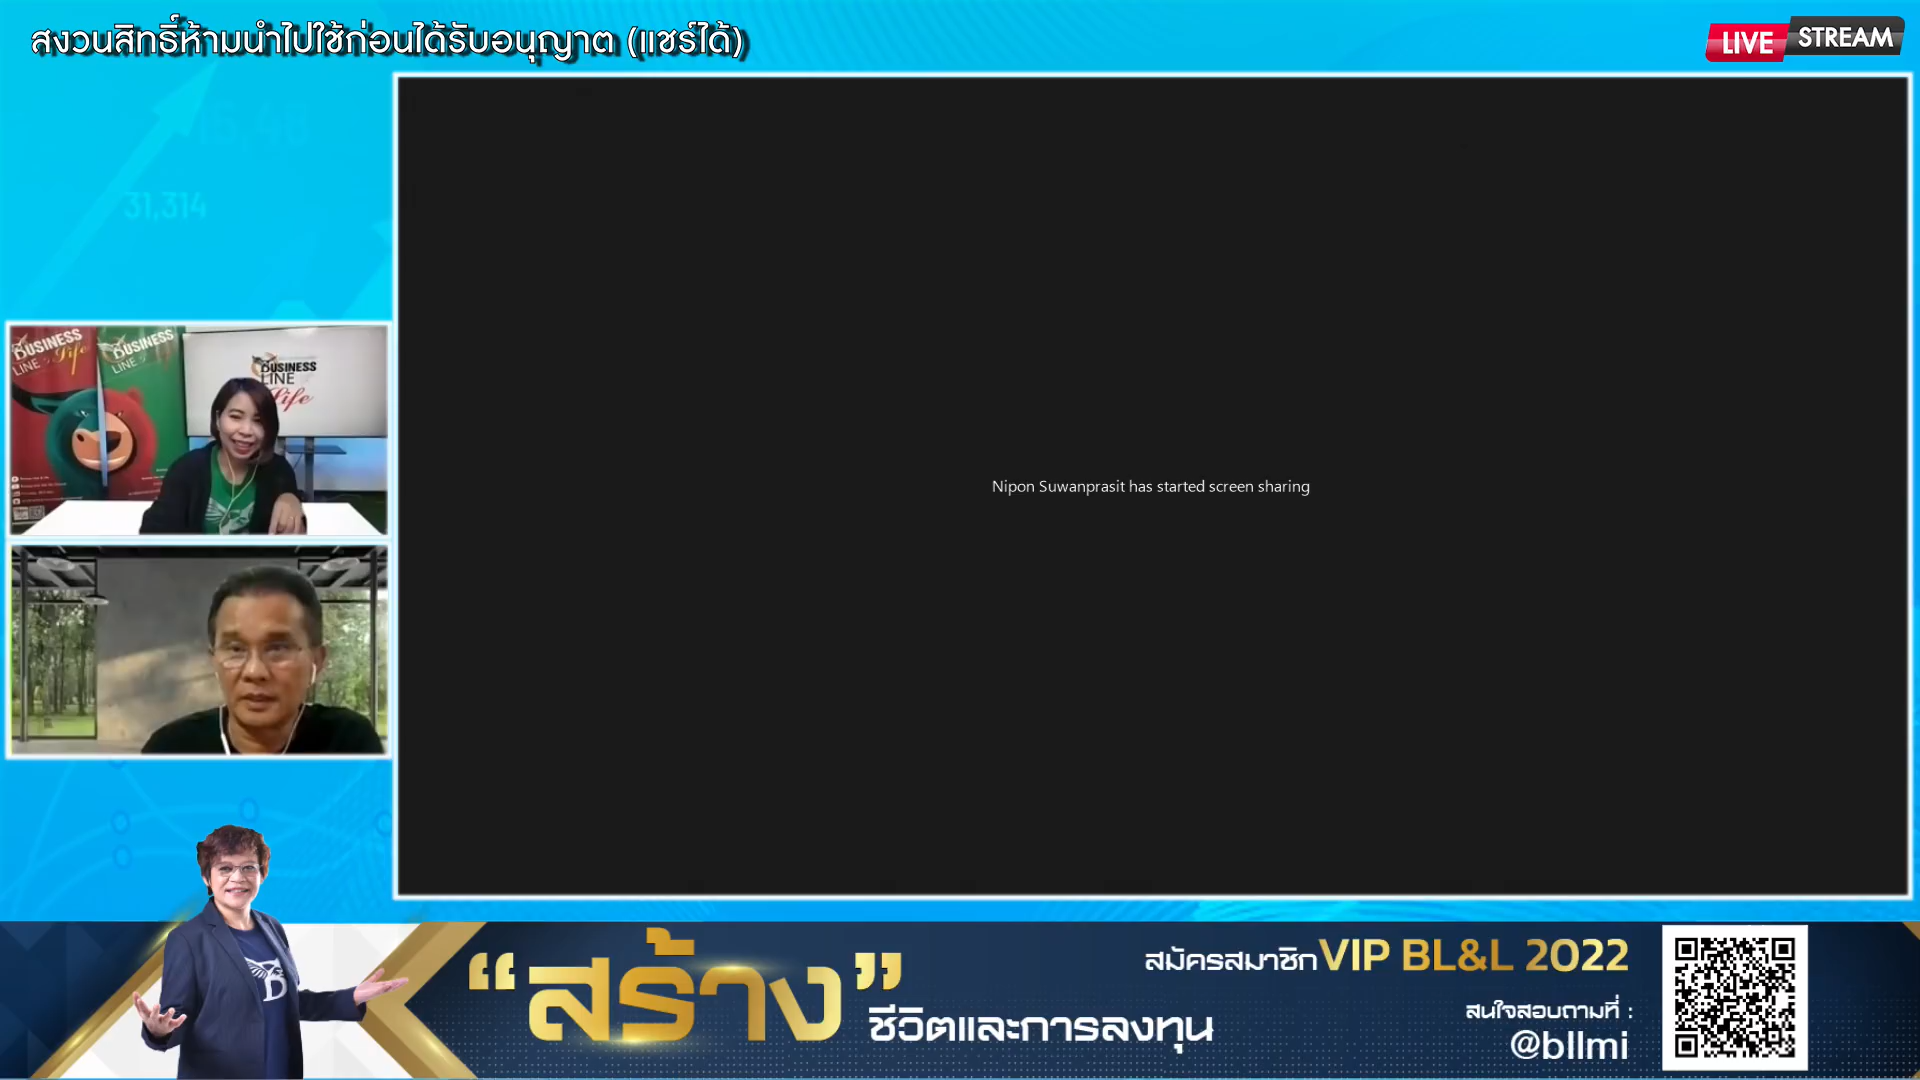 สงวนสิทธิ์ห้ามนำไปใช้ก่อนได้รับอนุญาต (แชร์ได้)
LIVE STREAM
15,48
31,314
BUSINESS
LINE & Life
BUSINESS
LINE &
BUSINESS
LINE
Life
Nipon Suwanprasit has started screen sharing
“สร้าง”
ชีวิตและการลงทุน
สมัครสมาชิก VIP BL&L 2022
สนใจสอบถามที่ :
@bllmi